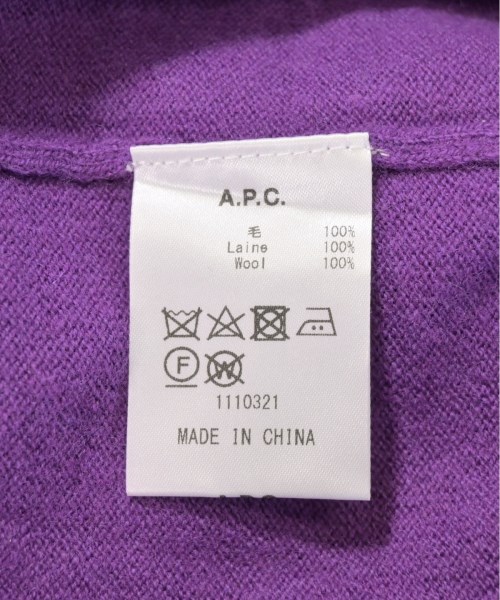 A.P.C.
毛 100%
Laine 100%
Wool 100%
F W
1110321
MADE IN CHINA